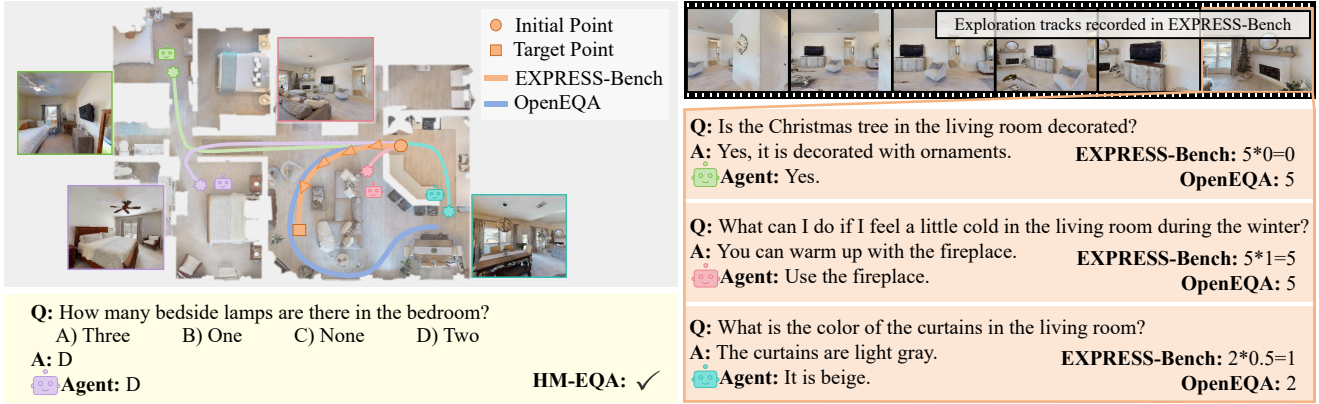 Initial Point
Target Point
EXPRESS-Bench
OpenEQA
Q: How many bedside lamps are there in the bedroom?
A) Three B) One C) None D) Two
A: D
Agent: D
HM-EQA: ✓
Exploration tracks recorded in EXPRESS-Bench
Q: Is the Christmas tree in the living room decorated?
A: Yes, it is decorated with ornaments.
EXPRESS-Bench: 5*0=0
Agent: Yes.
OpenEQA: 5
Q: What can I do if I feel a little cold in the living room during the winter?
A: You can warm up with the fireplace.
EXPRESS-Bench: 5*1=5
Agent: Use the fireplace.
OpenEQA: 5
Q: What is the color of the curtains in the living room?
A: The curtains are light gray.
EXPRESS-Bench: 2*0.5=1
Agent: It is beige.
OpenEQA: 2